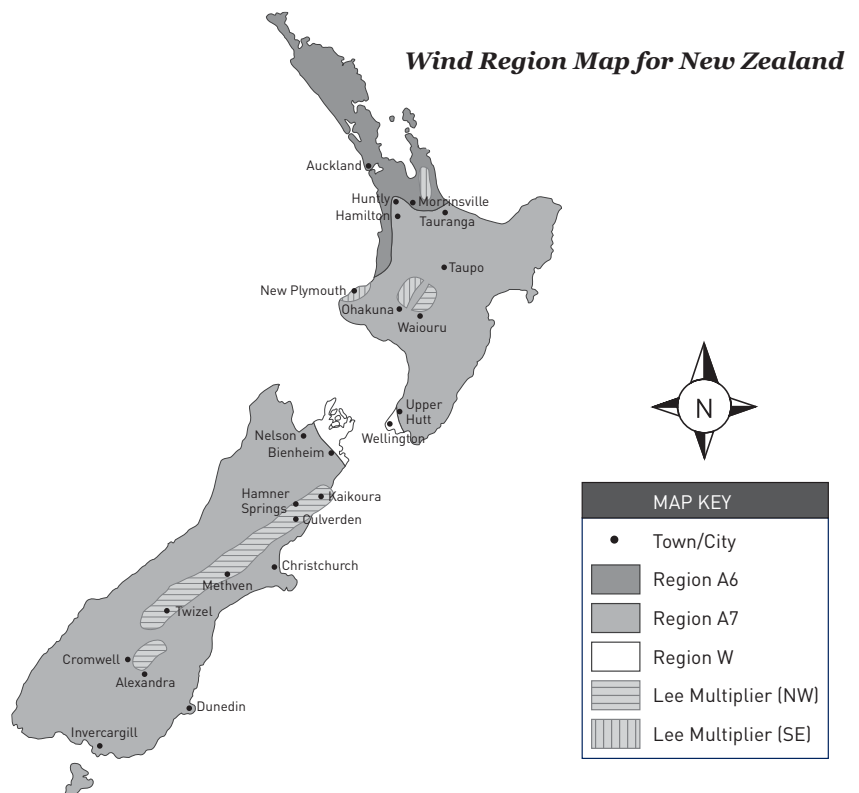 Wind Region Map for New Zealand
Auckland
Huntly
Morrinsville
Hamilton
Tauranga
Taupo
New Plymouth
Ohakuna
Waiouru
Upper
Hutt
Wellington
Nelson
Bienheim
Hamner
Springs
Kaikoura
Culverden
Christchurch
Methven
Twizel
Cromwell
Alexandra
Dunedin
Invercargill
N
MAP KEY
Town/City
Region A6
Region A7
Region W
Lee Multiplier (NW)
Lee Multiplier (SE)